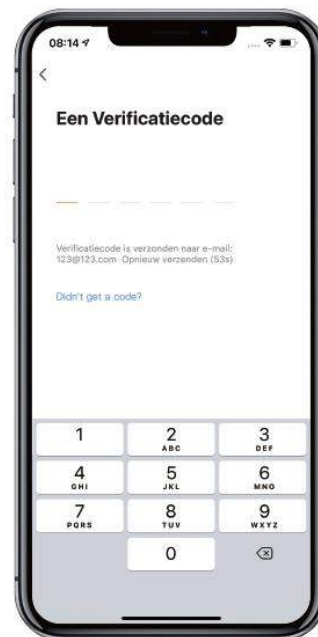 08:14
Een Verificatiecode
Verificatiecode is verzonden naar e-mail:
123@123.com Opnieuw verzenden (53s)
Didn't get a code?
1 2 3
ABC DEF
4 5 6
GHI JKL MNO
7 8 9
PQRS TUV WXYZ
0